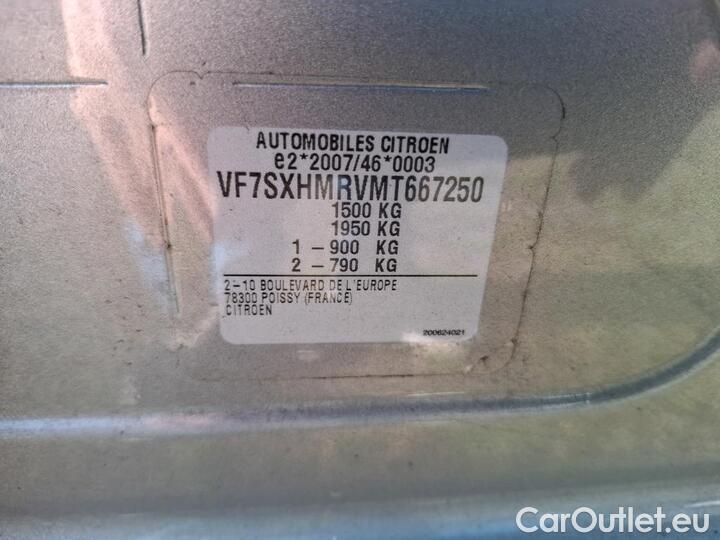 AUTOMOBILES CITROEN
e2*2007/46*0003
VF7SXHMRVMT667250
1500 KG
1950 KG
1 – 900 KG
2 – 790 KG
2–10 BOULEVARD DE L'EUROPE
78300 POISSY (FRANCE)
CITROEN
200624021
CarOutlet.eu